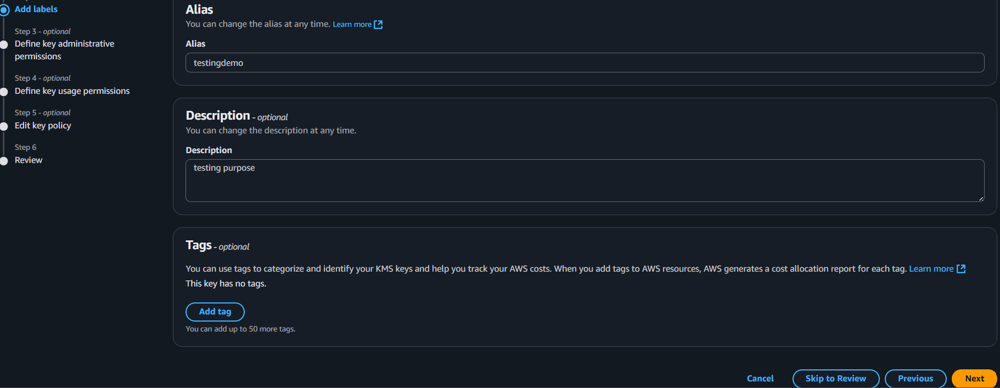 Add labels
Step 3 - optional
Define key administrative
permissions
Step 4 - optional
Define key usage permissions
Step 5 - optional
Edit key policy
Step 6
Review
Alias
You can change the alias at any time. Learn more
Alias
testingdemo
Description - optional
You can change the description at any time.
Description
testing purpose
Tags - optional
You can use tags to categorize and identify your KMS keys and help you track your AWS costs. When you add tags to AWS resources, AWS generates a cost allocation report for each tag. Learn more
This key has no tags.
Add tag
You can add up to 50 more tags.
Cancel
Skip to Review
Previous
Next